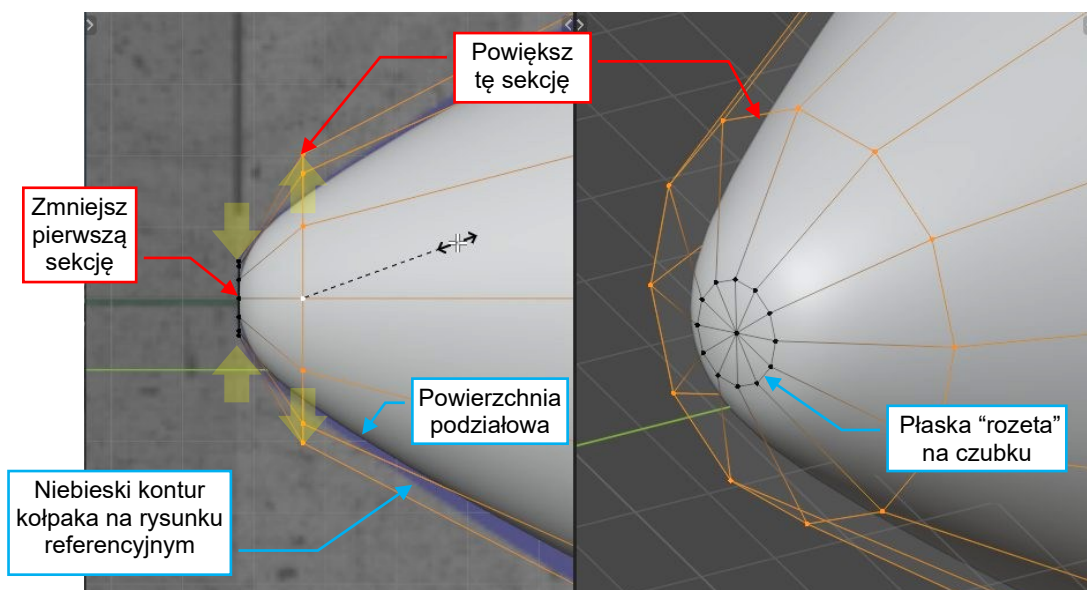 Powiększ
tę sekcję
Zmniejsz
pierwszą
sekcję
Powierzchnia
podziałowa
Płaska “rozeta”
na czubku
Niebieski kontur
kołpaka na rysunku
referencyjnym